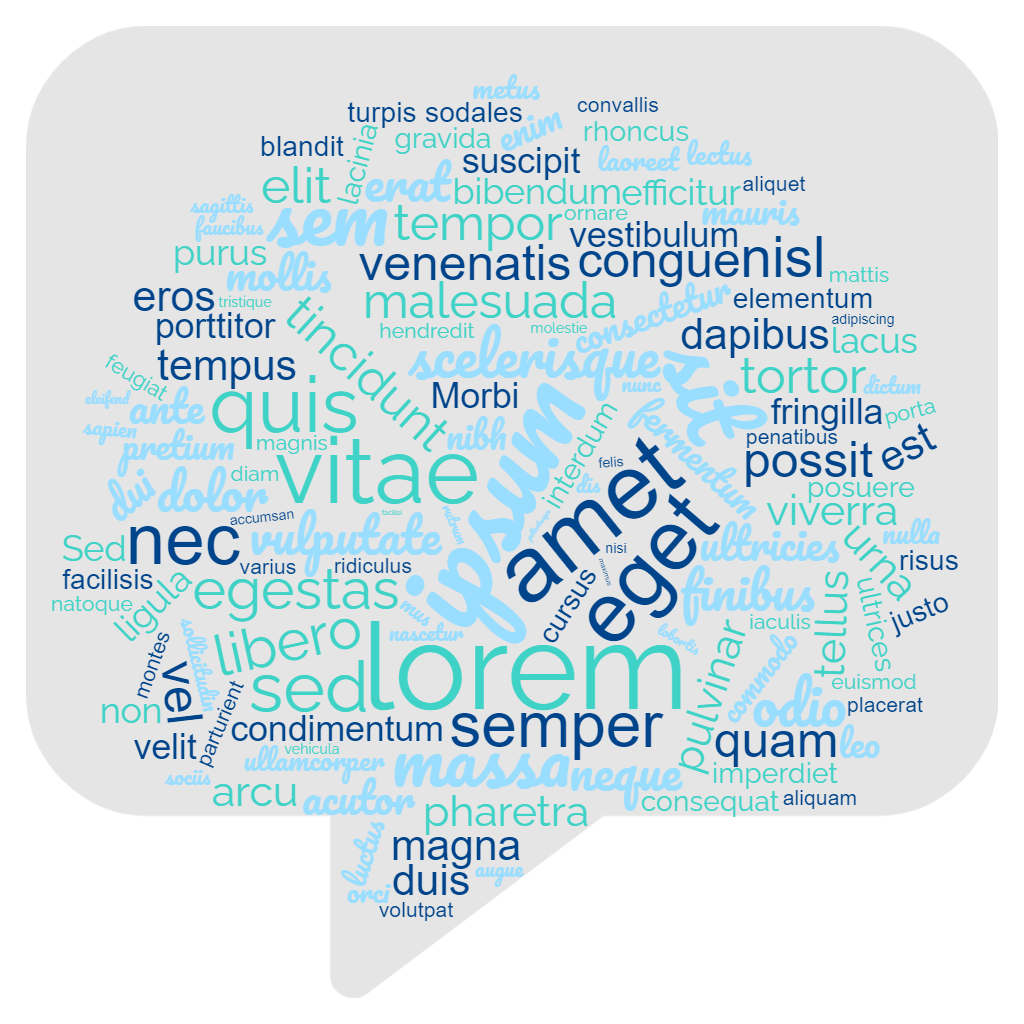 metus
turpis
sodales
convallis
blandit
lacinia
gravida
enim
rhoncus
suscipit
laoreet
lectus
elit
erat
bibendum
efficitur
aliquet
sagittis
faucibus
sem
tempor
ornare
vestibulum
mauris
purus
mollis
venenatis
congue
nisl
mattis
eros
tristique
tincidunt
malesuada
consectetur
elementum
porttitor
hendredit
molestie
dapibus
adipiscing
lacus
tempus
scelerisque
feugiat
nunc
tortor
dictum
eleifend
ante
quis
Morbi
interdum
fermentum
fringilla
porta
sapien
pretium
magnis
nibh
penatibus
est
vitae
ipsum
felis
amet
possit
dui
dolor
diam
dis
posuere
viverra
accumsan
facilisi
rutrum
eget
nec
vulputate
ultricies
urna
nulla
Sed
varius
ridiculus
nisi
maximus
risus
facilisis
natoque
ligula
egestas
mus
cursus
finibus
tellus
ultrices
justo
nascetur
iaculis
lobortis
sollicitudin
libero
lorem
pulvinar
commodo
montes
vel
sed
euismod
non
parturient
condimentum
semper
odio
placerat
velit
vehicula
quam
leo
ullamcorper
massa
neque
imperdiet
sociis
arcu
acutor
pharetra
consequat
aliquam
luctus
magna
duis
augue
orci
volutpat